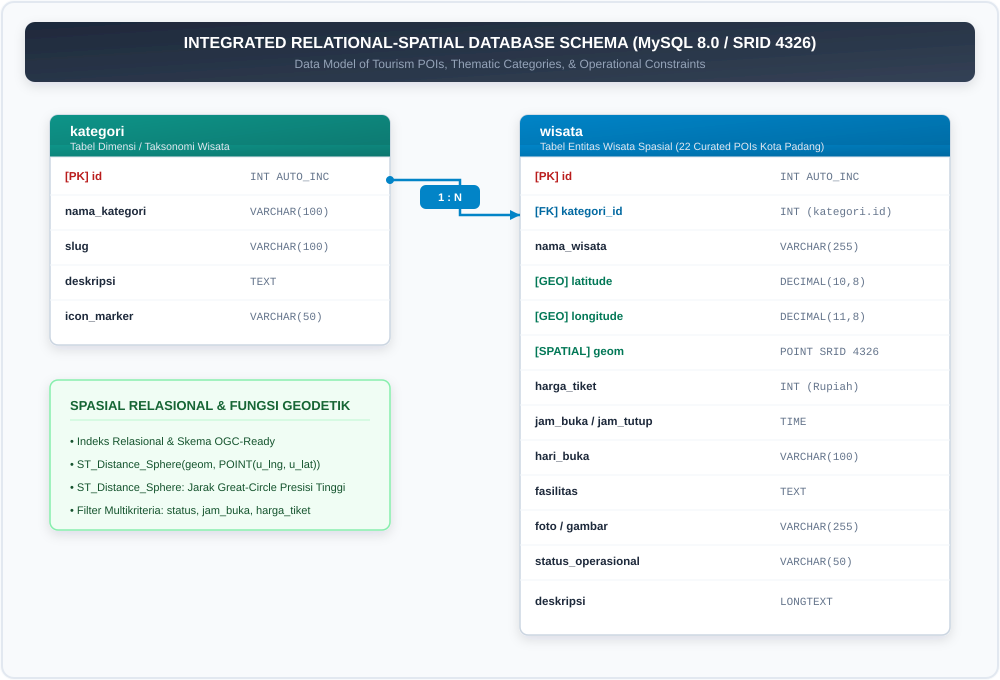 INTEGRATED RELATIONAL-SPATIAL DATABASE SCHEMA (MySQL 8.0 / SRID 4326)
Data Model of Tourism POIs, Thematic Categories, & Operational Constraints
kategori
Tabel Dimensi / Taksonomi Wisata
[PK] id INT AUTO_INC
nama_kategori VARCHAR(100)
slug VARCHAR(100)
deskripsi TEXT
icon_marker VARCHAR(50)
1 : N
wisata
Tabel Entitas Wisata Spasial (22 Curated POIs Kota Padang)
[PK] id INT AUTO_INC
[FK] kategori_id INT (kategori.id)
nama_wisata VARCHAR(255)
[GEO] latitude DECIMAL(10,8)
[GEO] longitude DECIMAL(11,8)
[SPATIAL] geom POINT SRID 4326
harga_tiket INT (Rupiah)
jam_buka / jam_tutup TIME
hari_buka VARCHAR(100)
fasilitas TEXT
foto / gambar VARCHAR(255)
status_operasional VARCHAR(50)
deskripsi LONGTEXT
SPASIAL RELASIONAL & FUNGSI GEODETIK
• Indeks Relasional & Skema OGC-Ready
• ST_Distance_Sphere(geom, POINT(u_lng, u_lat))
• ST_Distance_Sphere: Jarak Great-Circle Presisi Tinggi
• Filter Multikriteria: status, jam_buka, harga_tiket